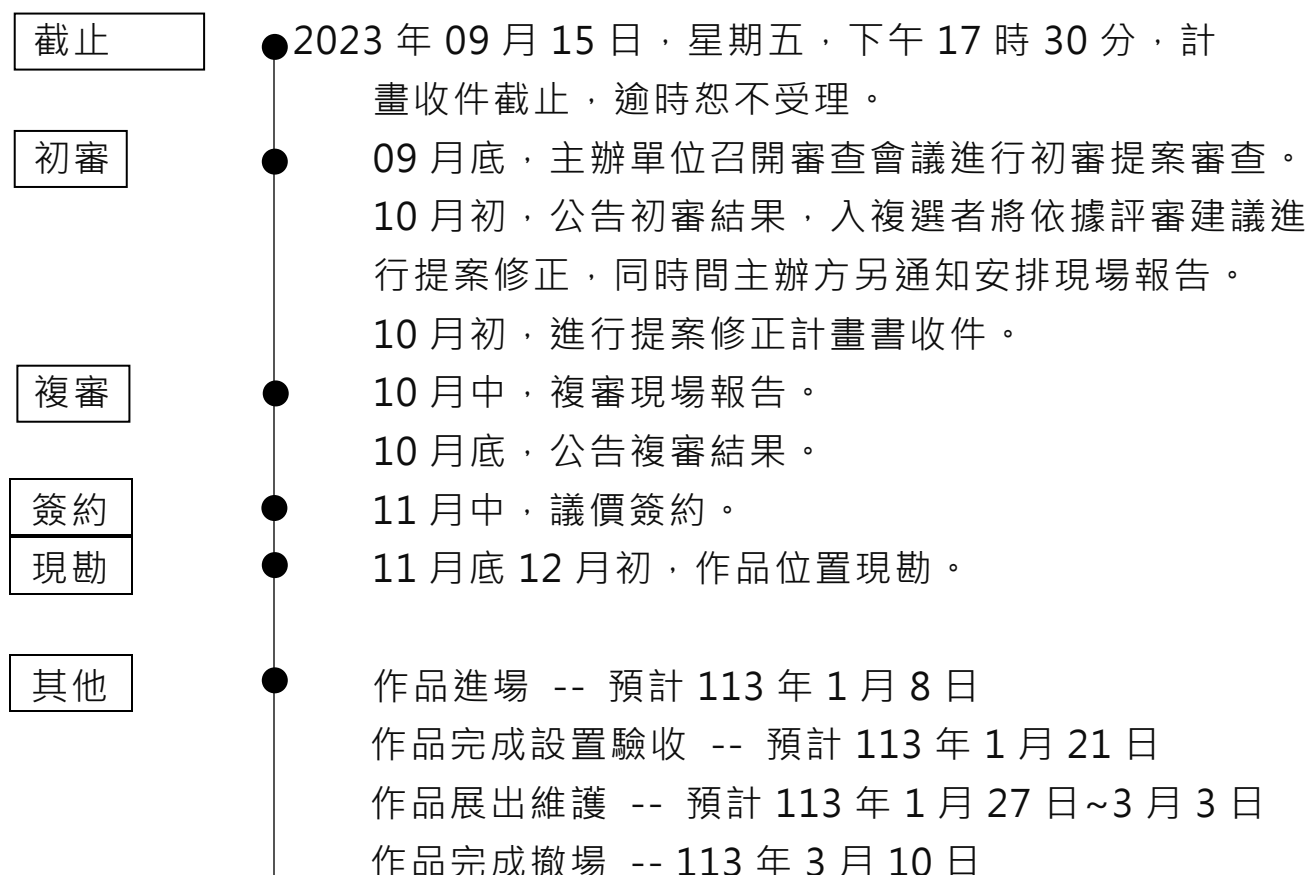 截止
2023 年 09 月 15 日，星期五，下午 17 時 30 分，計
畫收件截止，逾時恕不受理。
初審
09 月底，主辦單位召開審查會議進行初審提案審查。
10 月初，公告初審結果，入複選者將依據評審建議進
行提案修正，同時間主辦方另通知安排現場報告。
10 月初，進行提案修正計畫書收件。
複審
10 月中，複審現場報告。
10 月底，公告複審結果。
簽約
11 月中，議價簽約。
現勘
11 月底 12 月初，作品位置現勘。
其他
作品進場 -- 預計 113 年 1 月 8 日
作品完成設置驗收 -- 預計 113 年 1 月 21 日
作品展出維護 -- 預計 113 年 1 月 27 日~3 月 3 日
作品完成撤場 -- 113 年 3 月 10 日